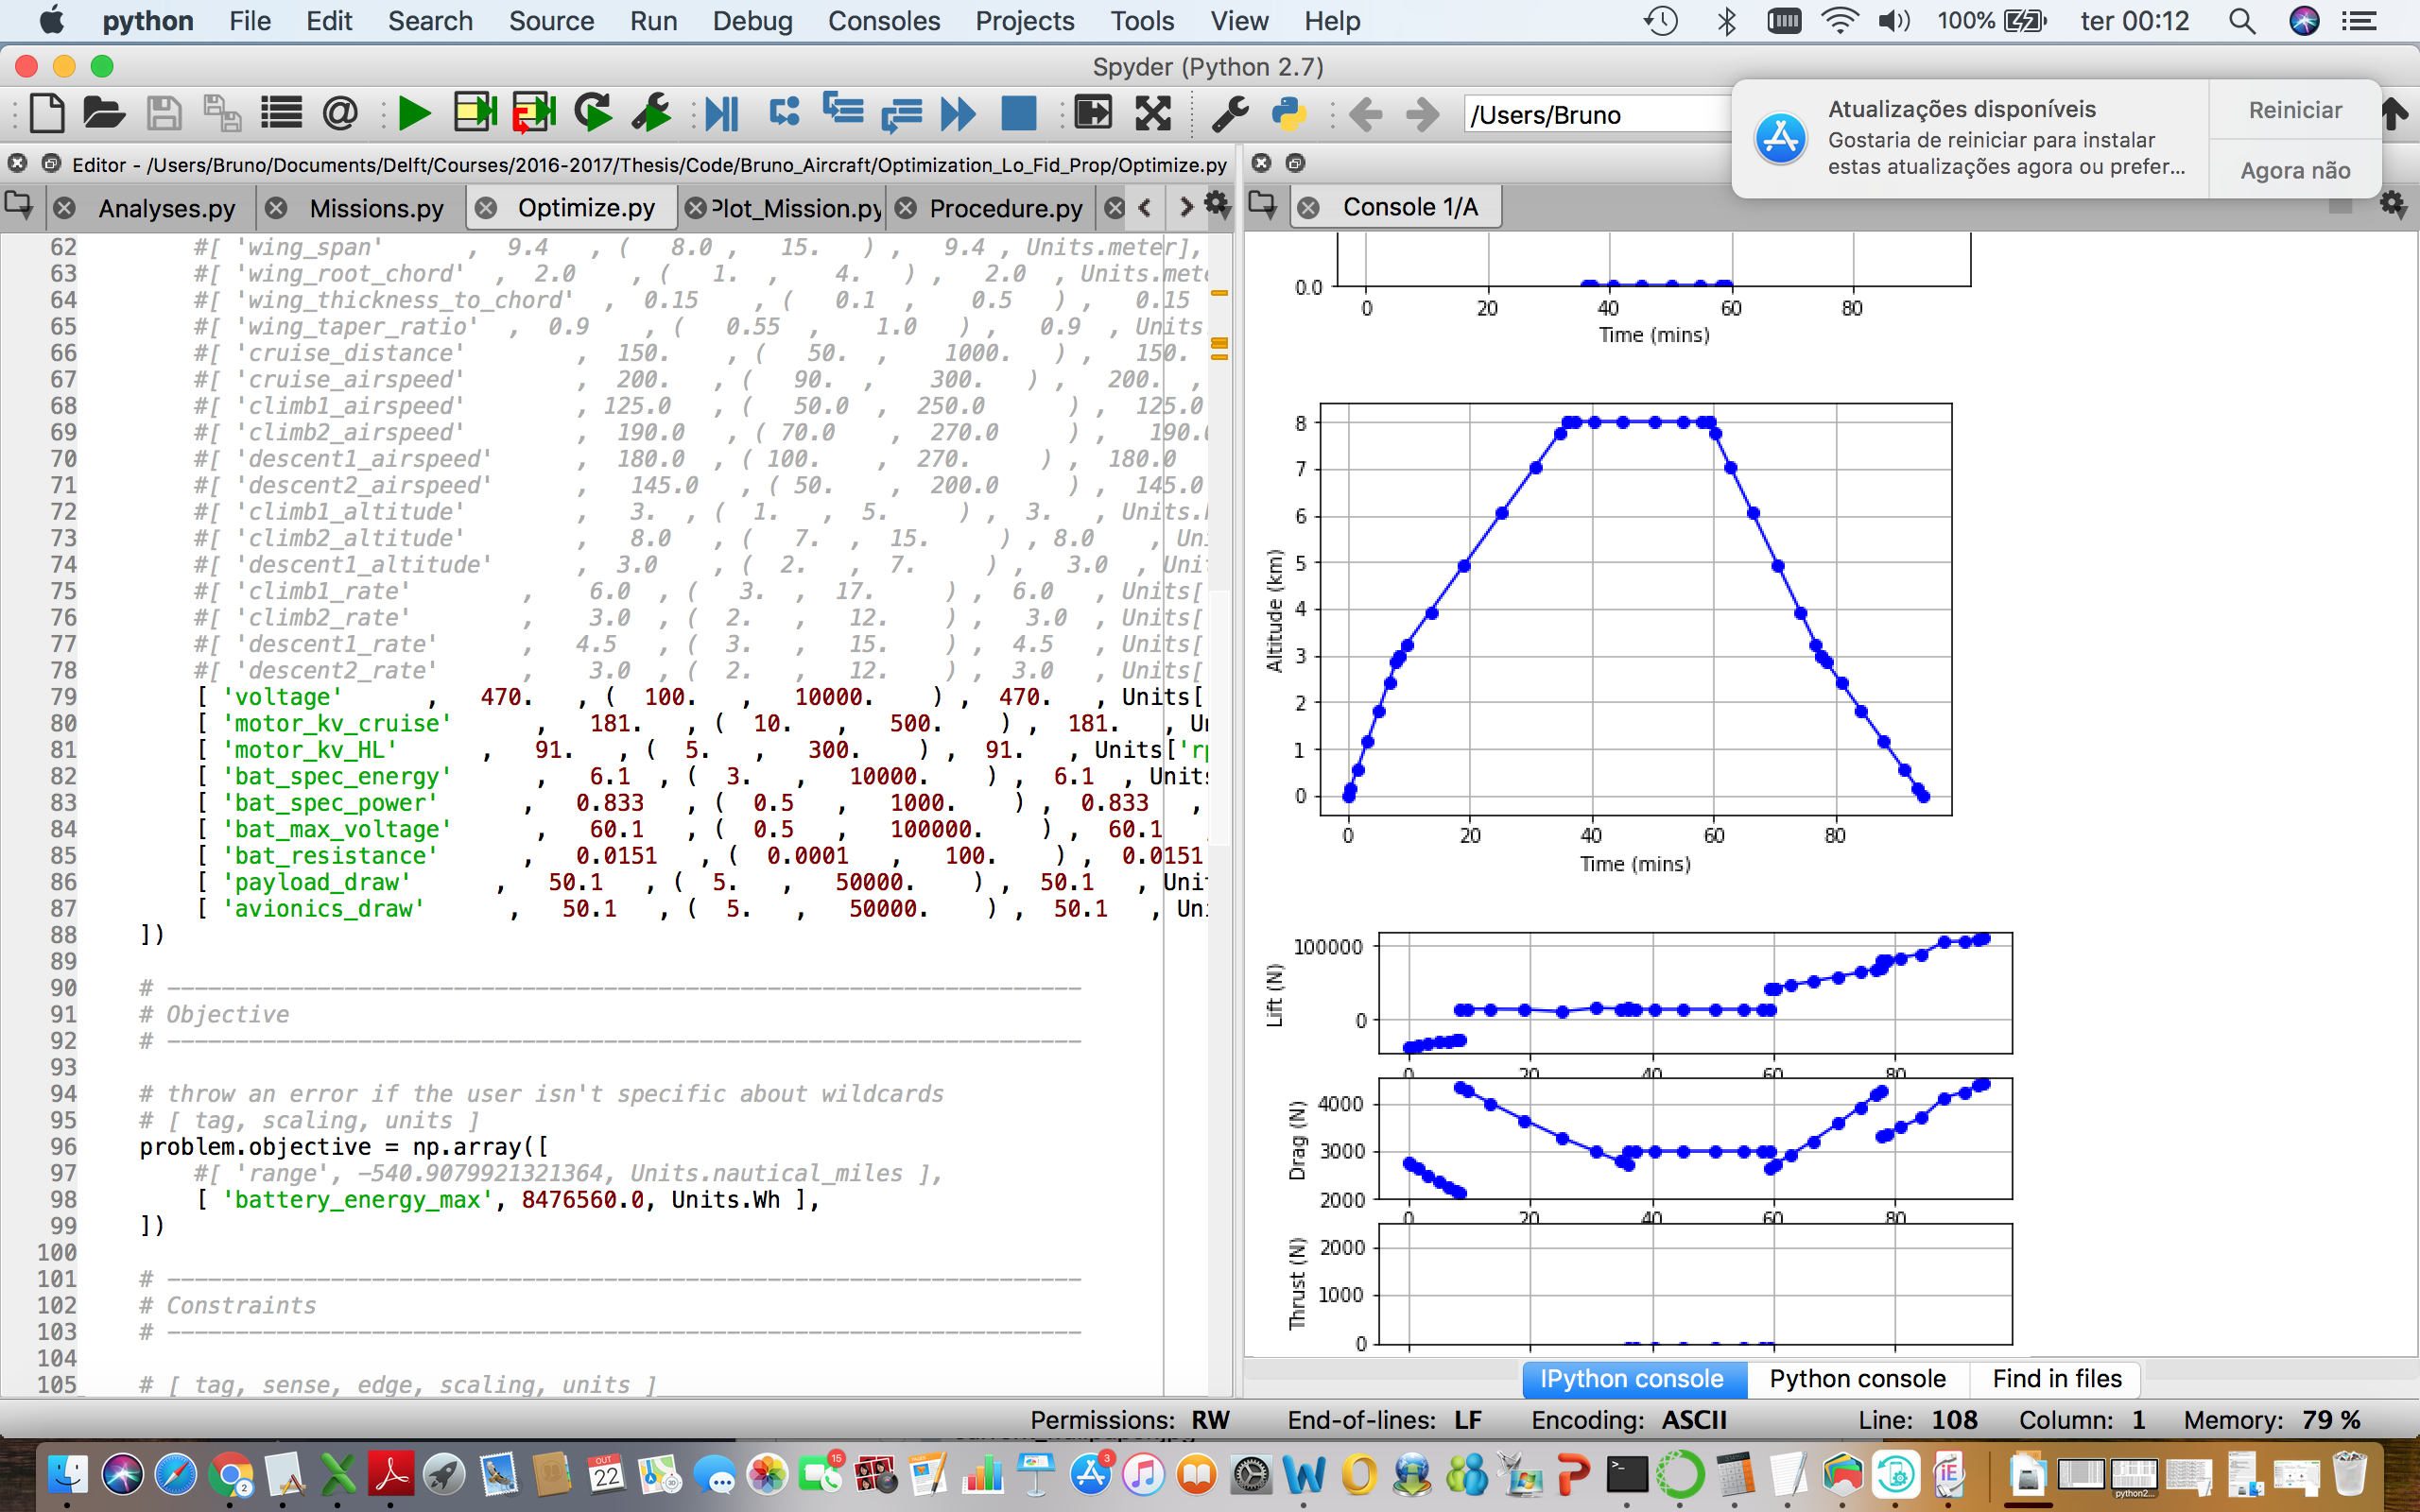 python File Edit Search Source Run Debug Consoles Projects Tools View Help 100% ter 00:12
Spyder (Python 2.7)
/Users/Bruno
Atualizações disponíveis
Gostaria de reiniciar para instalar
estas atualizações agora ou prefer...
Reiniciar
Agora não
Editor - /Users/Bruno/Documents/Delft/Courses/2016-2017/Thesis/Code/Bruno_Aircraft/Optimization_Lo_Fid_Prop/Optimize.py
Analyses.py Missions.py Optimize.py Plot_Mission.py Procedure.py
Console 1/A
62 #[ 'wing_span' , 9.4 , ( 8.0 , 15. ) , 9.4 , Units.meter],
63 #[ 'wing_root_chord' , 2.0 , ( 1. , 4. ) , 2.0 , Units.mete
64 #[ 'wing_thickness_to_chord' , 0.15 , ( 0.1 , 0.5 ) , 0.15
65 #[ 'wing_taper_ratio' , 0.9 , ( 0.55 , 1.0 ) , 0.9 , Units.
66 #[ 'cruise_distance' , 150. , ( 50. , 1000. ) , 150.
67 #[ 'cruise_airspeed' , 200. , ( 90. , 300. ) , 200. ,
68 #[ 'climb1_airspeed' , 125.0 , ( 50.0 , 250.0 ) , 125.0
69 #[ 'climb2_airspeed' , 190.0 , ( 70.0 , 270.0 ) , 190.0
70 #[ 'descent1_airspeed' , 180.0 , ( 100. , 270. ) , 180.0
71 #[ 'descent2_airspeed' , 145.0 , ( 50. , 200.0 ) , 145.0
72 #[ 'climb1_altitude' , 3. , ( 1. , 5. ) , 3. , Units.k
73 #[ 'climb2_altitude' , 8.0 , ( 7. , 15. ) , 8.0 , Un
74 #[ 'descent1_altitude' , 3.0 , ( 2. , 7. ) , 3.0 , Uni
75 #[ 'climb1_rate' , 6.0 , ( 3. , 17. ) , 6.0 , Units[
76 #[ 'climb2_rate' , 3.0 , ( 2. , 12. ) , 3.0 , Units[
77 #[ 'descent1_rate' , 4.5 , ( 3. , 15. ) , 4.5 , Units[
78 #[ 'descent2_rate' , 3.0 , ( 2. , 12. ) , 3.0 , Units[
79 [ 'voltage' , 470. , ( 100. , 10000. ) , 470. , Units[
80 [ 'motor_kv_cruise' , 181. , ( 10. , 500. ) , 181. , Un
81 [ 'motor_kv_HL' , 91. , ( 5. , 300. ) , 91. , Units['rp
82 [ 'bat_spec_energy' , 6.1 , ( 3. , 10000. ) , 6.1 , Units
83 [ 'bat_spec_power' , 0.833 , ( 0.5 , 1000. ) , 0.833 ,
84 [ 'bat_max_voltage' , 60.1 , ( 0.5 , 100000. ) , 60.1
85 [ 'bat_resistance' , 0.0151 , ( 0.0001 , 100. ) , 0.0151
86 [ 'payload_draw' , 50.1 , ( 5. , 50000. ) , 50.1 , Uni
87 [ 'avionics_draw' , 50.1 , ( 5. , 50000. ) , 50.1 , Un
88 ])
89
90 # ------------------------------------------------------------------
91 # Objective
92 # ------------------------------------------------------------------
93
94 # throw an error if the user isn't specific about wildcards
95 # [ tag, scaling, units ]
96 problem.objective = np.array([
97 #[ 'range', -540.9079921321364, Units.nautical_miles ],
98 [ 'battery_energy_max', 8476560.0, Units.Wh ],
99 ])
100
101 # ------------------------------------------------------------------
102 # Constraints
103 # ------------------------------------------------------------------
104
105 # [ tag, sense, edge, scaling, units ]
0.0
0 20 40 60 80
Time (mins)
Altitude (km)
8
7
6
5
4
3
2
1
0
0 20 40 60 80
Time (mins)
Lift (N)
100000
0
0 20 40 60 80
Drag (N)
4000
3000
2000
0 20 40 60 80
Thrust (N)
2000
1000
0
IPython console Python console Find in files
Permissions: RW End-of-lines: LF Encoding: ASCII Line: 108 Column: 1 Memory: 79 %
2
OCT
22
15
3
python2...